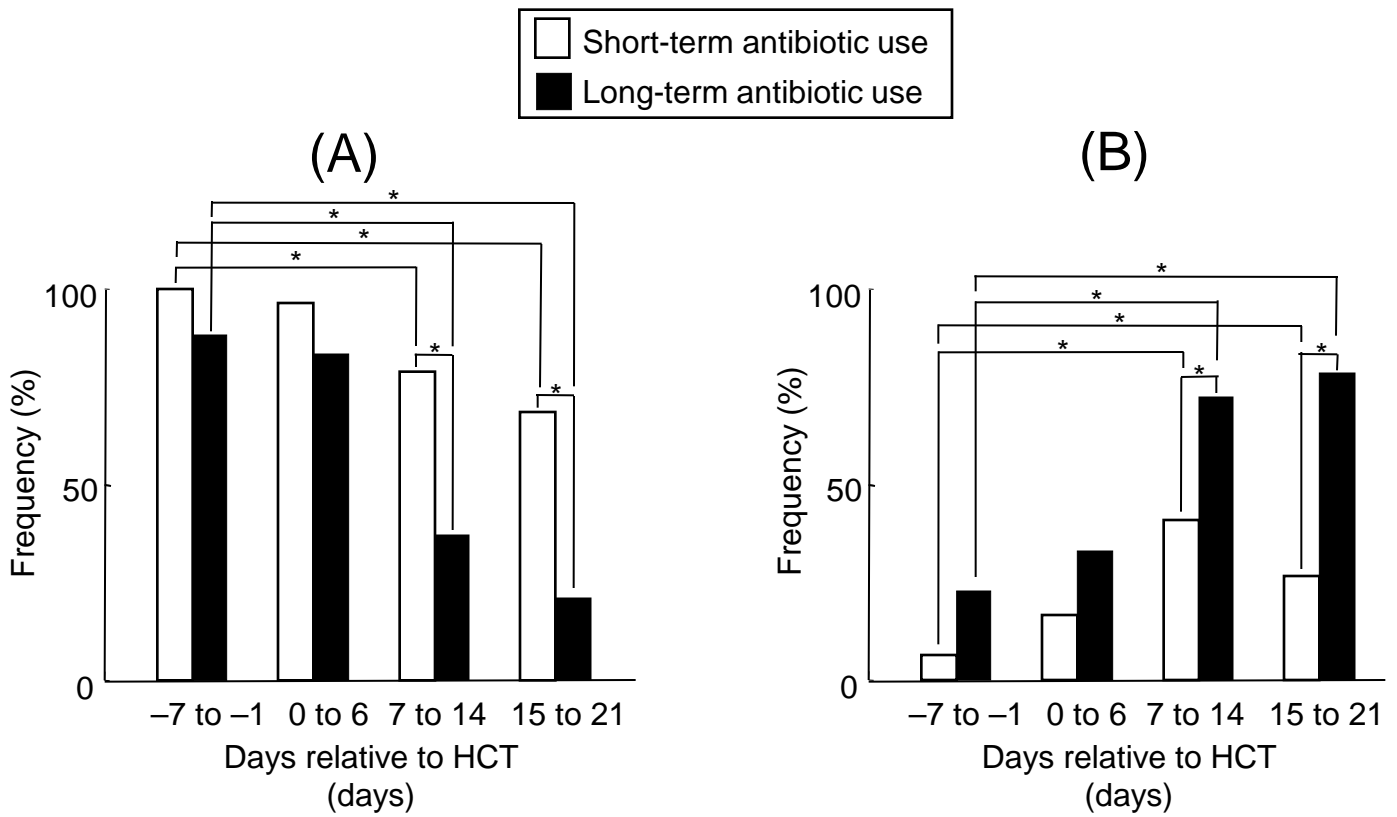 Short-term antibiotic use
Long-term antibiotic use
(A)
(B)
*
*
*
*
*
*
100
50
0
Frequency (%)
–7 to –1 0 to 6 7 to 14 15 to 21
Days relative to HCT
(days)
*
*
*
*
*
*
100
50
0
Frequency (%)
–7 to –1 0 to 6 7 to 14 15 to 21
Days relative to HCT
(days)